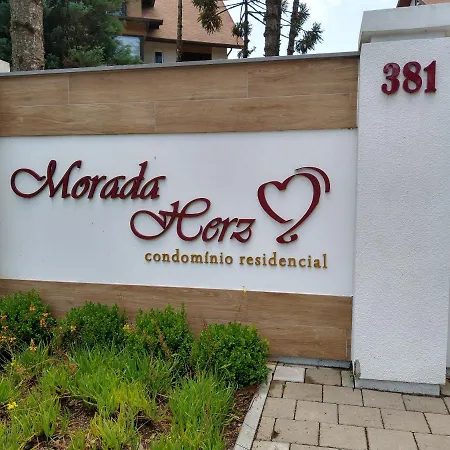 381
Morada
Herz
condomínio residencial